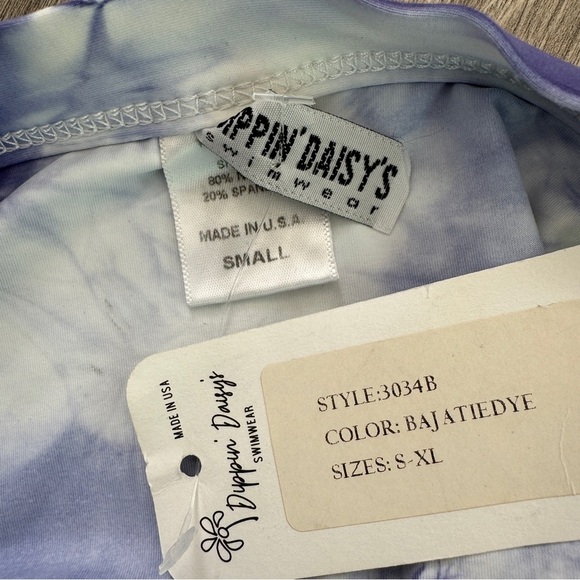 DAISY'S
swimwear
80%
20% SPAN
MADE IN U.S.A.
SMALL
MADE IN USA
Dippin' Daisy's
SWIMWEAR
STYLE:3034B
COLOR: BAJATIEDYE
SIZES: S-XL